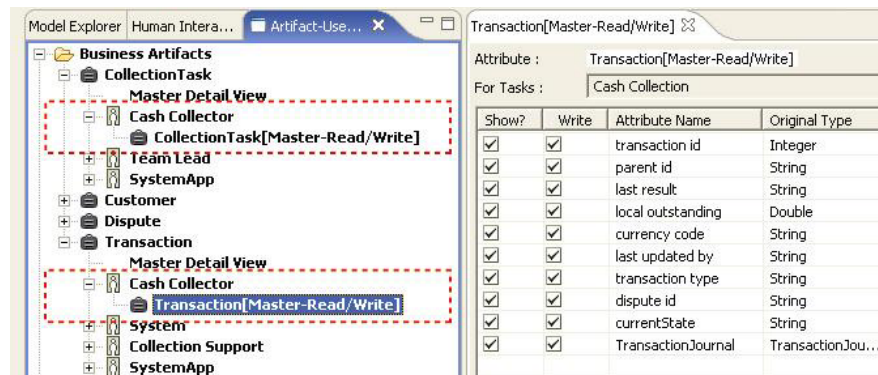 Model Explorer Human Intera... Artifact-Use...
Business Artifacts
CollectionTask
Master Detail View
Cash Collector
CollectionTask[Master-Read/Write]
Team Lead
SystemApp
Customer
Dispute
Transaction
Master Detail View
Cash Collector
Transaction[Master-Read/Write]
System
Collection Support
SystemApp
Transaction[Master-Read/Write]
Attribute : Transaction[Master-Read/Write]
For Tasks : Cash Collection
Show? Write Attribute Name Original Type
transaction id Integer
parent id String
last result String
local outstanding Double
currency code String
last updated by String
transaction type String
dispute id String
currentState String
TransactionJournal TransactionJou...